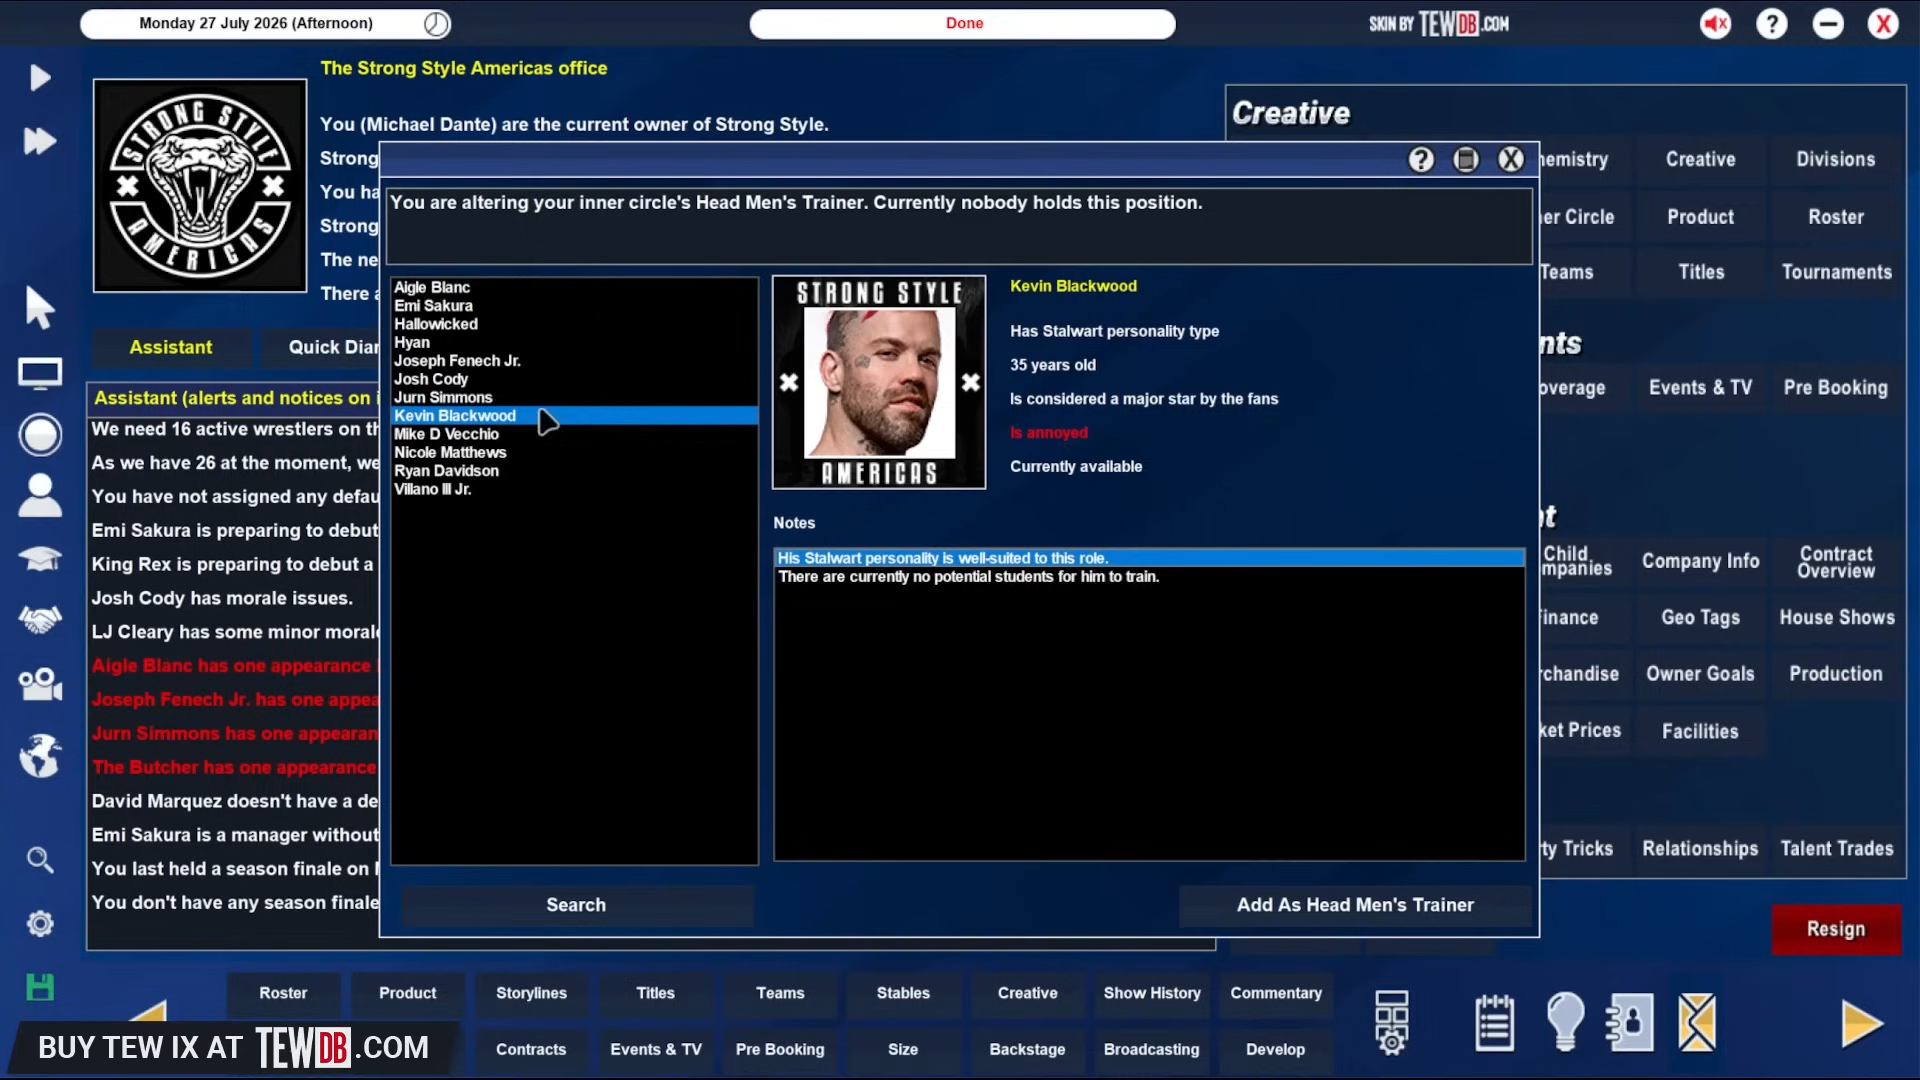 Monday 27 July 2026 (Afternoon)
Done
SKIN BY TEWDB.COM
?
X
STRONG STYLE
AMERICAS
The Strong Style Americas office
You (Michael Dante) are the current owner of Strong Style.
Strong
You ha
Strong
The ne
There a
Assistant
Quick Diar
Assistant (alerts and notices on i
We need 16 active wrestlers on th
As we have 26 at the moment, we
You have not assigned any defau
Emi Sakura is preparing to debut
King Rex is preparing to debut a
Josh Cody has morale issues.
LJ Cleary has some minor morale
Aigle Blanc has one appearance
Joseph Fenech Jr. has one appea
Jurn Simmons has one appearan
The Butcher has one appearance
David Marquez doesn't have a de
Emi Sakura is a manager without
You last held a season finale on
You don't have any season finale
? X
You are altering your inner circle's Head Men's Trainer. Currently nobody holds this position.
Aigle Blanc
Emi Sakura
Hallowicked
Hyan
Joseph Fenech Jr.
Josh Cody
Jurn Simmons
Kevin Blackwood
Mike D Vecchio
Nicole Matthews
Ryan Davidson
Villano III Jr.
STRONG STYLE
AMERICAS
Kevin Blackwood
Has Stalwart personality type
35 years old
Is considered a major star by the fans
Is annoyed
Currently available
Notes
His Stalwart personality is well-suited to this role.
There are currently no potential students for him to train.
Search
Add As Head Men's Trainer
Creative
hemistry Creative Divisions
er Circle Product Roster
Teams Titles Tournaments
nts
overage Events & TV Pre Booking
t
Child
mpanies
Company Info
Contract
Overview
Finance Geo Tags House Shows
rchandise Owner Goals Production
ket Prices Facilities
ty Tricks Relationships Talent Trades
Resign
Roster Product Storylines Titles Teams Stables Creative Show History Commentary
Contracts Events & TV Pre Booking Size Backstage Broadcasting Develop
BUY TEW IX AT TEWDB.COM